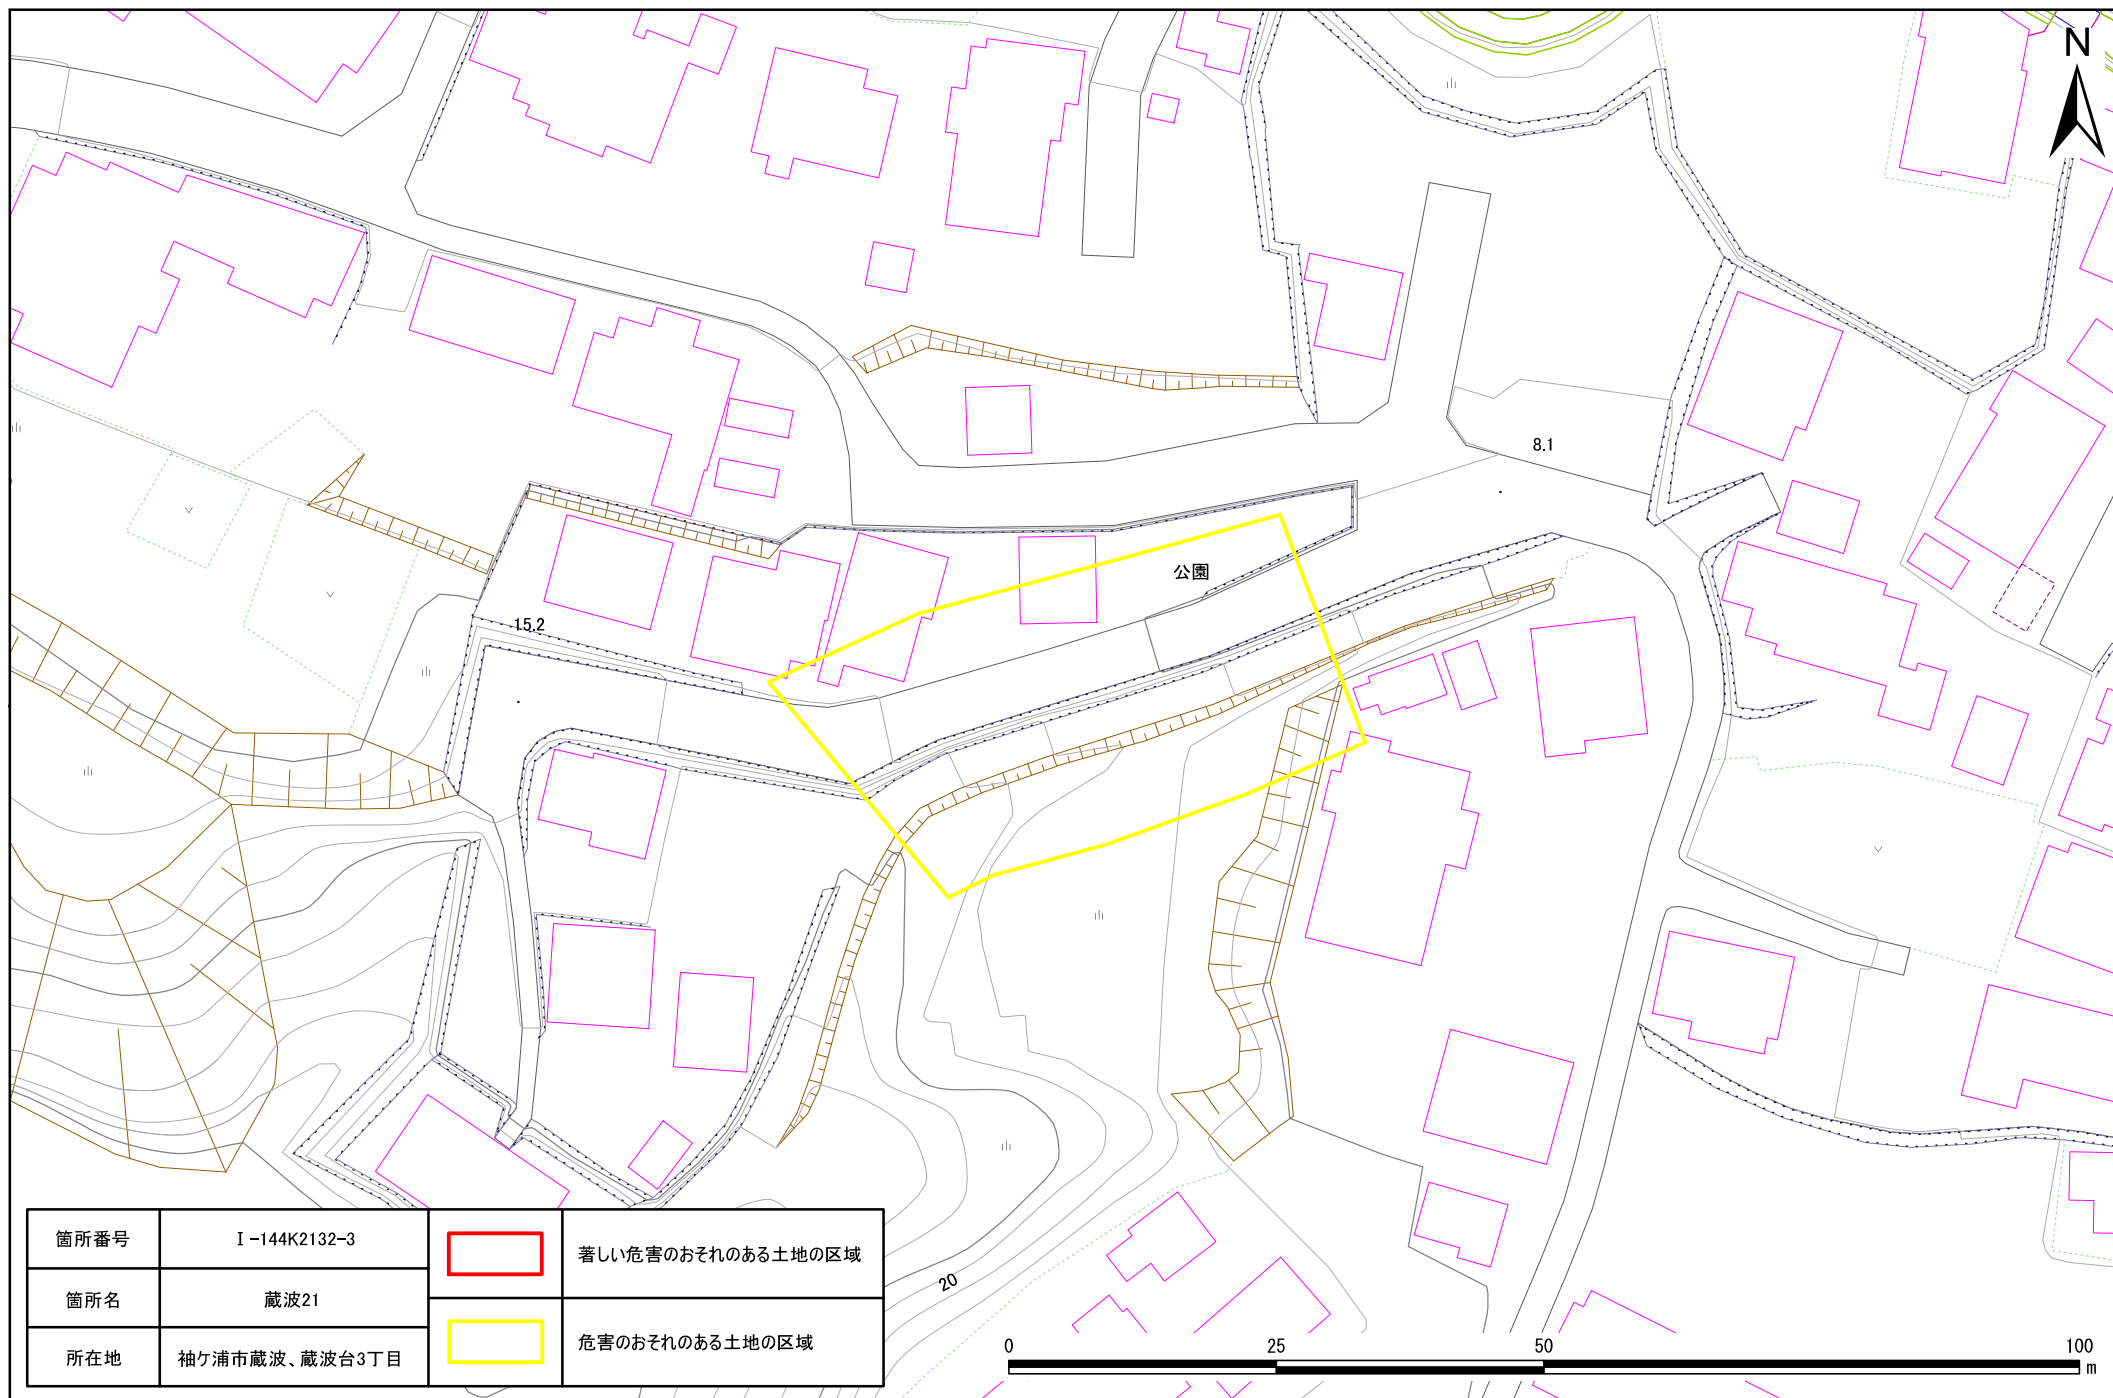 N
8.1
公園
15.2
20
箇所番号
Ⅰ-144K2132-3
著しい危害のおそれのある土地の区域
箇所名
蔵波21
危害のおそれのある土地の区域
所在地
袖ケ浦市蔵波、蔵波台3丁目
0 25 50 100
m